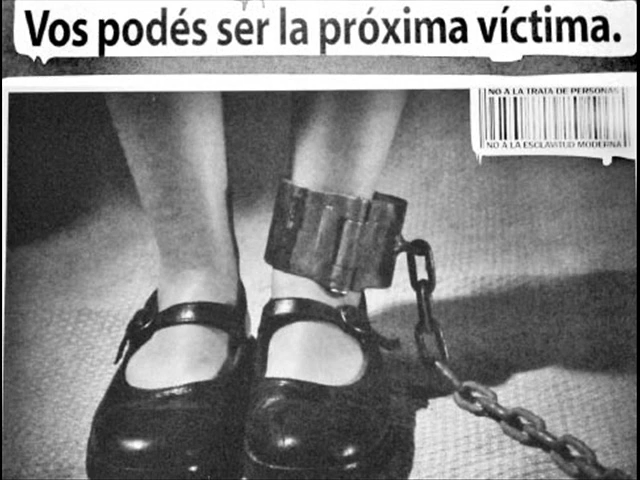 Vos podés ser la próxima víctima.
NO A LA TRATA DE PERSONAS
NO A LA ESCLAVITUD MODERNA